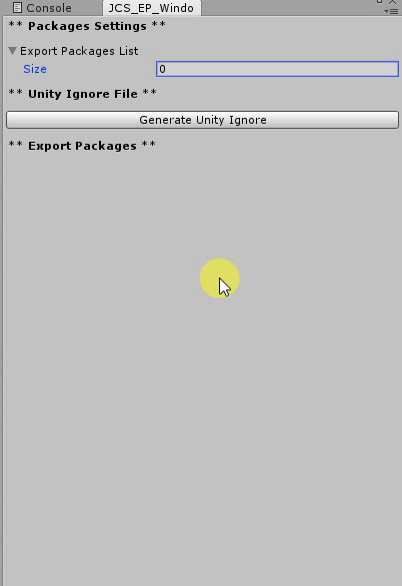 Console JCS_EP_Windo
** Packages Settings **
Export Packages List
Size 0
** Unity Ignore File **
Generate Unity Ignore
** Export Packages **